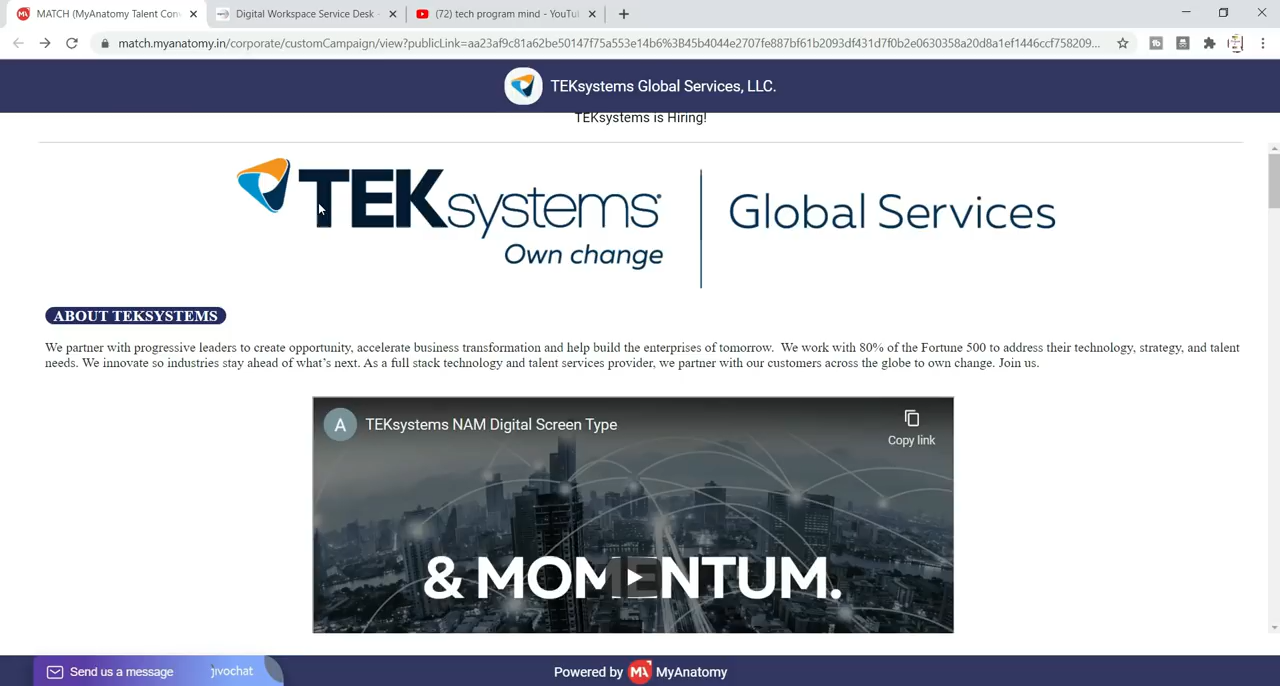 MATCH (MyAnatomy Talent Con
Digital Workspace Service Desk
(72) tech program mind - YouTu
match.myanatomy.in/corporate/customCampaign/view?publicLink=aa23af9c81a62be50147f75a553e14b6%3B45b4044e2707fe887bf61b2093df431d7f0b2e0630358a20d8a1ef1446ccf758209...
TEKsystems Global Services, LLC.
TEKsystems is Hiring!
TEKsystems
Own change
Global Services
ABOUT TEKSYSTEMS
We partner with progressive leaders to create opportunity, accelerate business transformation and help build the enterprises of tomorrow. We work with 80% of the Fortune 500 to address their technology, strategy, and talent
needs. We innovate so industries stay ahead of what's next. As a full stack technology and talent services provider, we partner with our customers across the globe to own change. Join us.
A
TEKsystems NAM Digital Screen Type
Copy link
& MOMENTUM.
Send us a message
jivochat
Powered by MA MyAnatomy